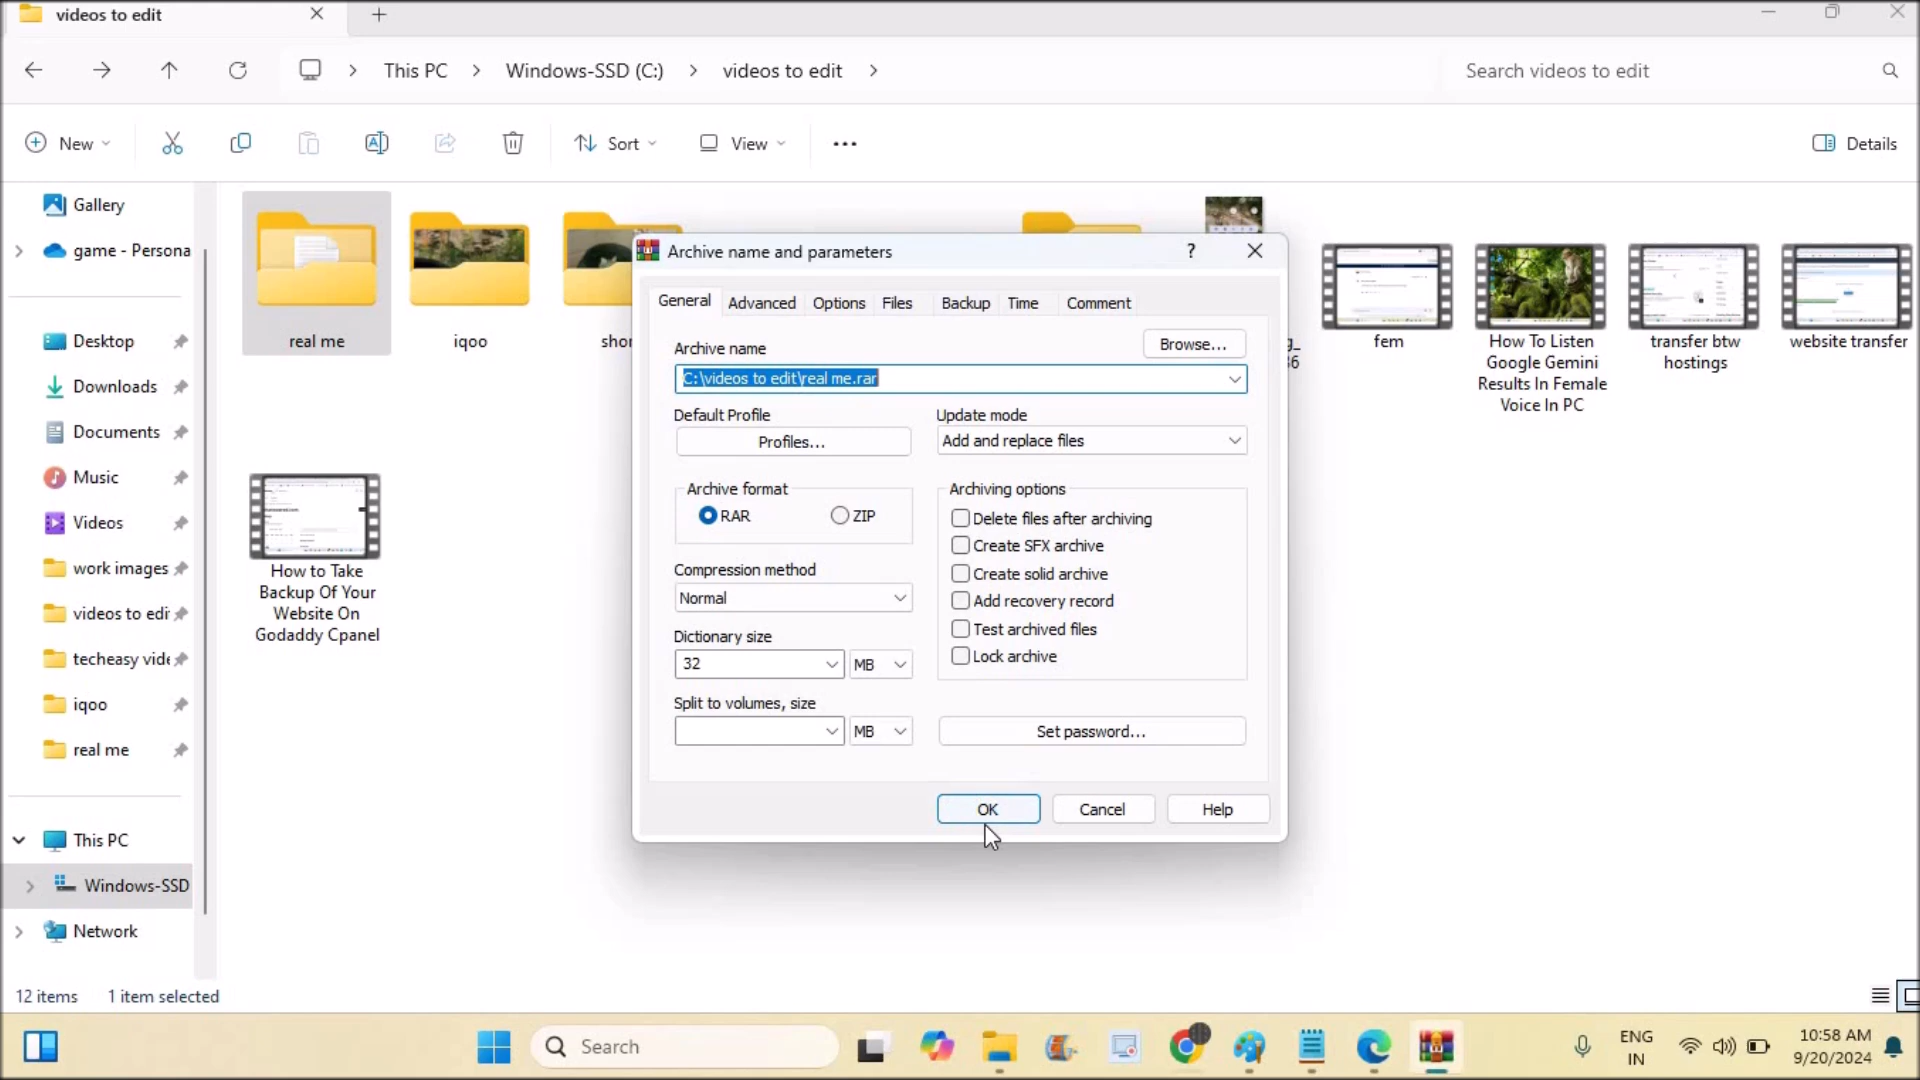 videos to edit
This PC
Windows-SSD (C:)
videos to edit
Search videos to edit
New
Sort
View
Details
Gallery
game - Persona
Desktop
Downloads
Documents
Music
Videos
work images
videos to edi
techeasy vide
iqoo
real me
This PC
Windows-SSD
Network
real me
iqoo
shor
fem
How To Listen
Google Gemini
Results In Female
Voice In PC
transfer btw
hostings
website transfer
How to Take
Backup Of Your
Website On
Godaddy Cpanel
Archive name and parameters
?
General
Advanced
Options
Files
Backup
Time
Comment
Archive name
Browse...
C:\videos to edit\real me.rar
Default Profile
Profiles...
Update mode
Add and replace files
Archive format
RAR
ZIP
Compression method
Normal
Dictionary size
32
MB
Split to volumes, size
MB
Archiving options
Delete files after archiving
Create SFX archive
Create solid archive
Add recovery record
Test archived files
Lock archive
Set password...
OK
Cancel
Help
12 items
1 item selected
Search
ENG
IN
10:58 AM
9/20/2024